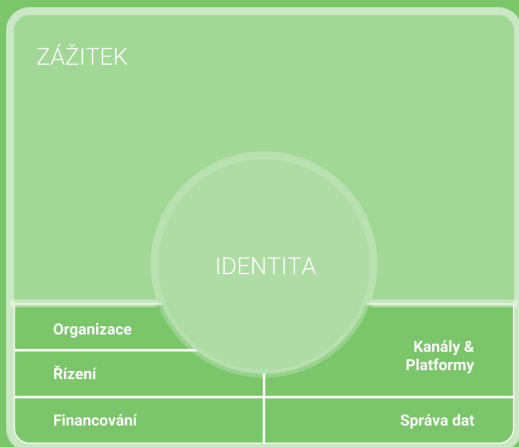 ZÁŽITEK
IDENTITA
Organizace
Řízení
Financování
Kanály &
Platformy
Správa dat